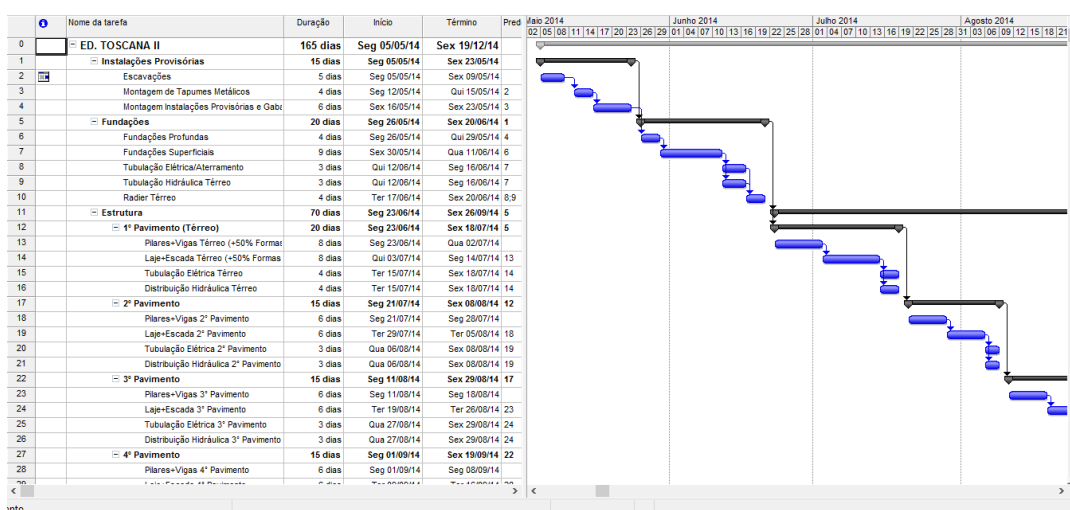 Nome da tarefa Duração Início Término Pred Maio 2014 Junho 2014 Julho 2014 Agosto 2014
02 05 08 11 14 17 20 23 26 29 01 04 07 10 13 16 19 22 25 28 01 04 07 10 13 16 19 22 25 28 31 03 06 09 12 15 18 21
0 ED. TOSCANA II 165 dias Seg 05/05/14 Sex 19/12/14
1 Instalações Provisórias 15 dias Seg 05/05/14 Sex 23/05/14
2 Escavações 5 dias Seg 05/05/14 Sex 09/05/14
3 Montagem de Tapumes Metálicos 4 dias Seg 12/05/14 Qui 15/05/14 2
4 Montagem Instalações Provisórias e Gaba 6 dias Sex 16/05/14 Sex 23/05/14 3
5 Fundações 20 dias Seg 26/05/14 Sex 20/06/14 1
6 Fundações Profundas 4 dias Seg 26/05/14 Qui 29/05/14 4
7 Fundações Superficiais 9 dias Sex 30/05/14 Qua 11/06/14 6
8 Tubulação Elétrica/Aterramento 3 dias Qui 12/06/14 Seg 16/06/14 7
9 Tubulação Hidráulica Térreo 3 dias Qui 12/06/14 Seg 16/06/14 7
10 Radier Térreo 4 dias Ter 17/06/14 Sex 20/06/14 8;9
11 Estrutura 70 dias Seg 23/06/14 Sex 26/09/14 5
12 1º Pavimento (Térreo) 20 dias Seg 23/06/14 Sex 18/07/14 5
13 Pilares+Vigas Térreo (+50% Formas 8 dias Seg 23/06/14 Qua 02/07/14
14 Laje+Escada Térreo (+50% Formas 8 dias Qui 03/07/14 Seg 14/07/14 13
15 Tubulação Elétrica Térreo 4 dias Ter 15/07/14 Sex 18/07/14 14
16 Distribuição Hidráulica Térreo 4 dias Ter 15/07/14 Sex 18/07/14 14
17 2º Pavimento 15 dias Seg 21/07/14 Sex 08/08/14 12
18 Pilares+Vigas 2º Pavimento 6 dias Seg 21/07/14 Seg 28/07/14
19 Laje+Escada 2º Pavimento 6 dias Ter 29/07/14 Ter 05/08/14 18
20 Tubulação Elétrica 2º Pavimento 3 dias Qua 06/08/14 Sex 08/08/14 19
21 Distribuição Hidráulica 2º Pavimento 3 dias Qua 06/08/14 Sex 08/08/14 19
22 3º Pavimento 15 dias Seg 11/08/14 Sex 29/08/14 17
23 Pilares+Vigas 3º Pavimento 6 dias Seg 11/08/14 Seg 18/08/14
24 Laje+Escada 3º Pavimento 6 dias Ter 19/08/14 Ter 26/08/14 23
25 Tubulação Elétrica 3º Pavimento 3 dias Qua 27/08/14 Sex 29/08/14 24
26 Distribuição Hidráulica 3º Pavimento 3 dias Qua 27/08/14 Sex 29/08/14 24
27 4º Pavimento 15 dias Seg 01/09/14 Sex 19/09/14 22
28 Pilares+Vigas 4º Pavimento 6 dias Seg 01/09/14 Seg 08/09/14